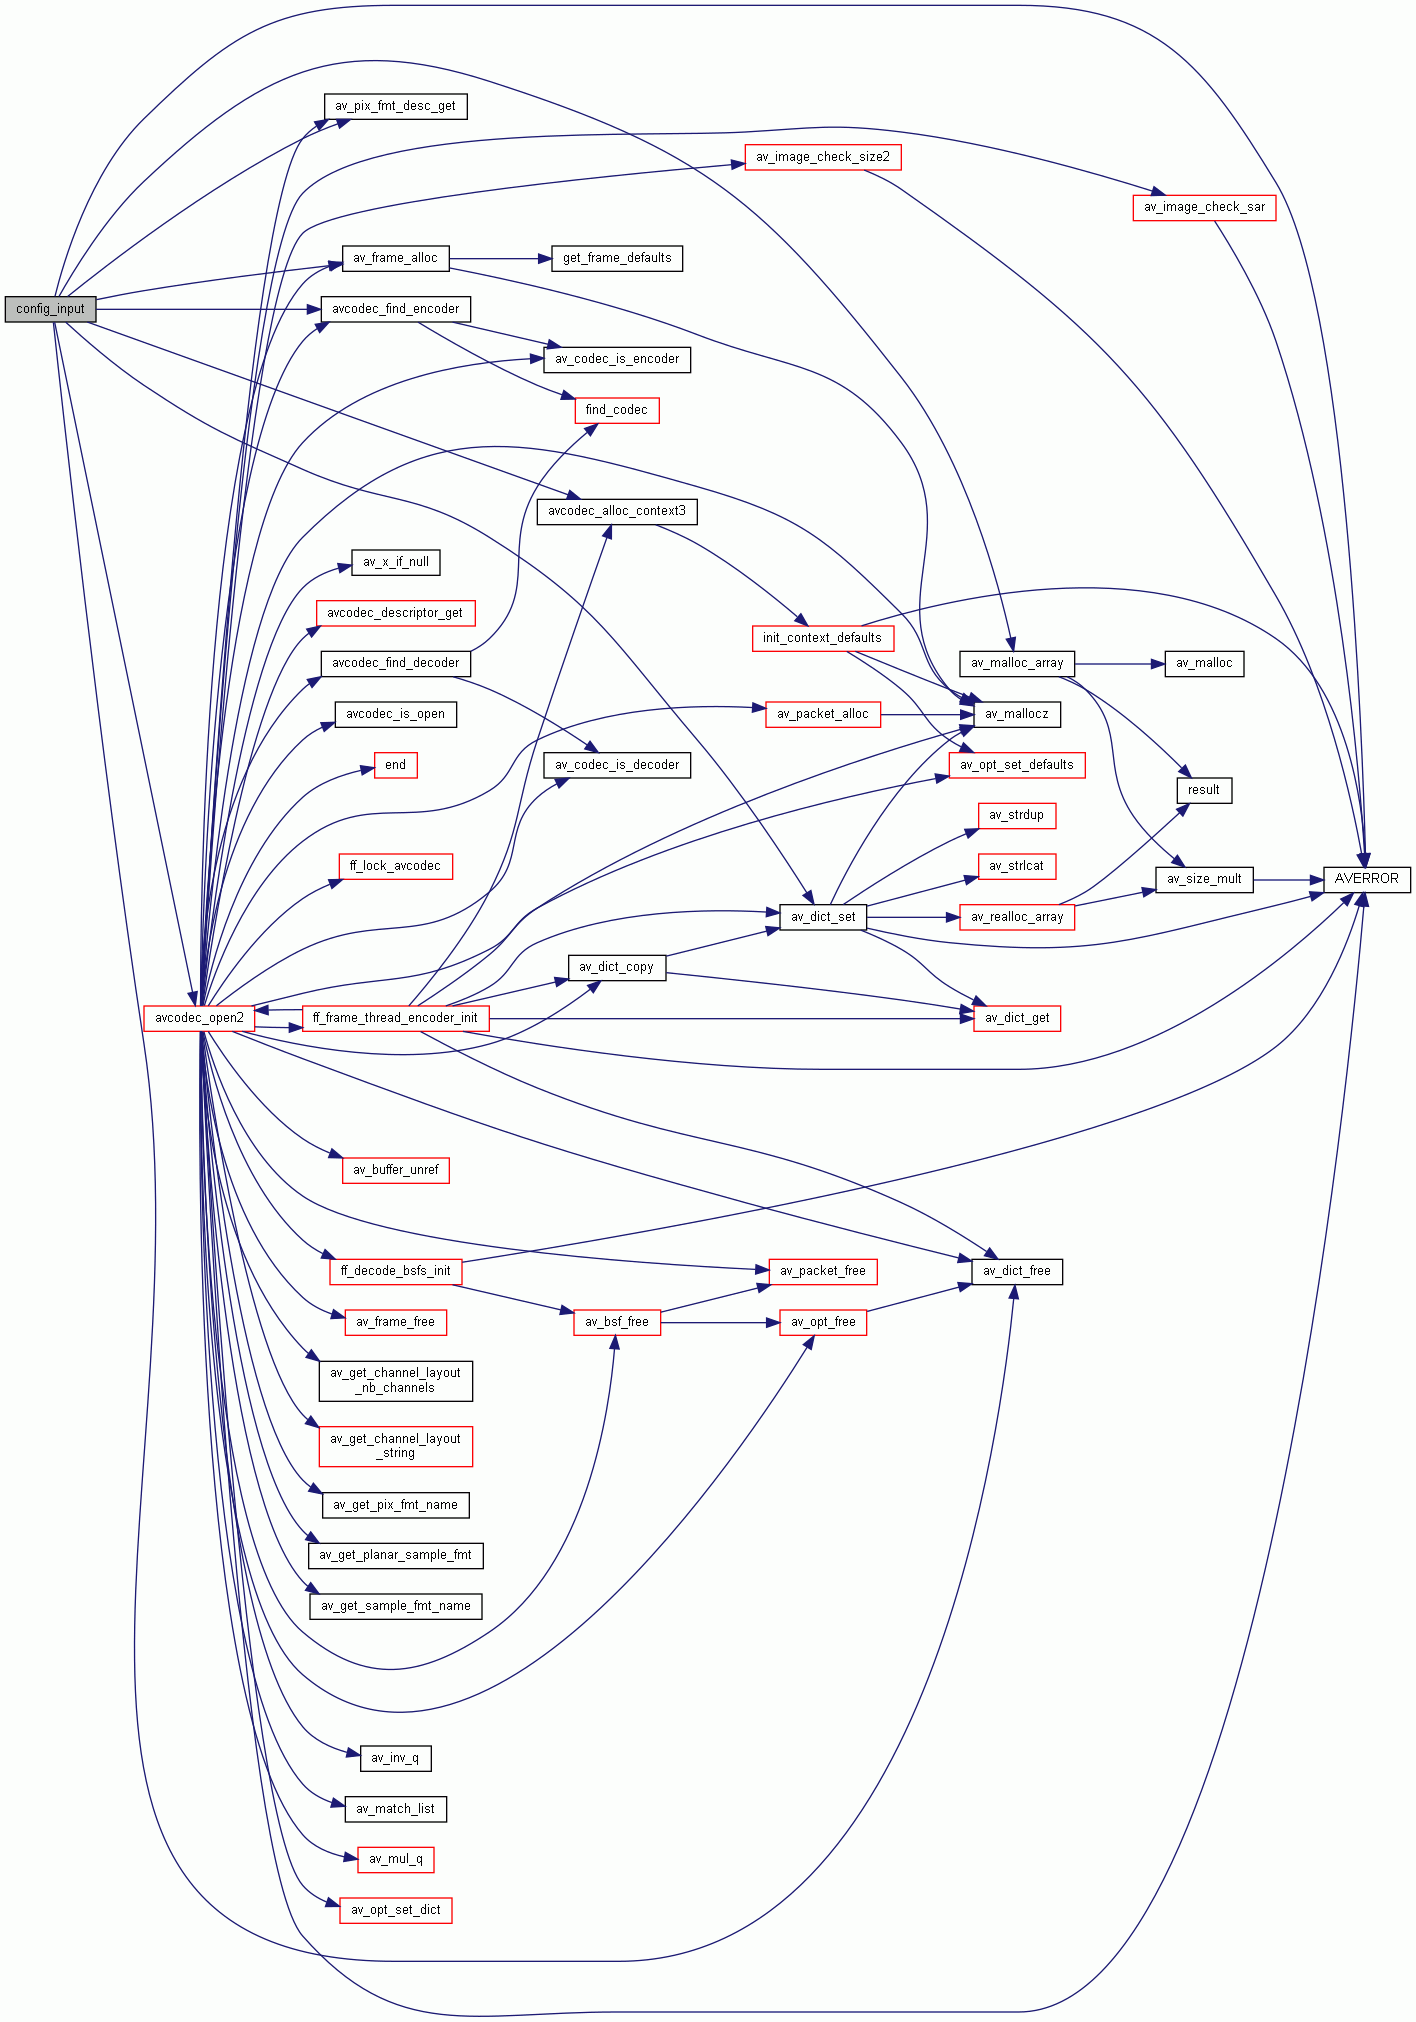 av_pix_fmt_desc_get
av_image_check_size2
av_image_check_sar
av_frame_alloc
get_frame_defaults
config_input
avcodec_find_encoder
av_codec_is_encoder
find_codec
avcodec_alloc_context3
av_x_if_null
avcodec_descriptor_get
init_context_defaults
avcodec_find_decoder
av_malloc_array
av_malloc
avcodec_is_open
av_packet_alloc
av_mallocz
end
av_codec_is_decoder
av_opt_set_defaults
result
av_strdup
ff_lock_avcodec
av_strlcat
av_size_mult
AVERROR
av_dict_set
av_realloc_array
av_dict_copy
avcodec_open2
ff_frame_thread_encoder_init
av_dict_get
av_buffer_unref
ff_decode_bsfs_init
av_packet_free
av_dict_free
av_frame_free
av_bsf_free
av_opt_free
av_get_channel_layout
_nb_channels
av_get_channel_layout
_string
av_get_pix_fmt_name
av_get_planar_sample_fmt
av_get_sample_fmt_name
av_inv_q
av_match_list
av_mul_q
av_opt_set_dict